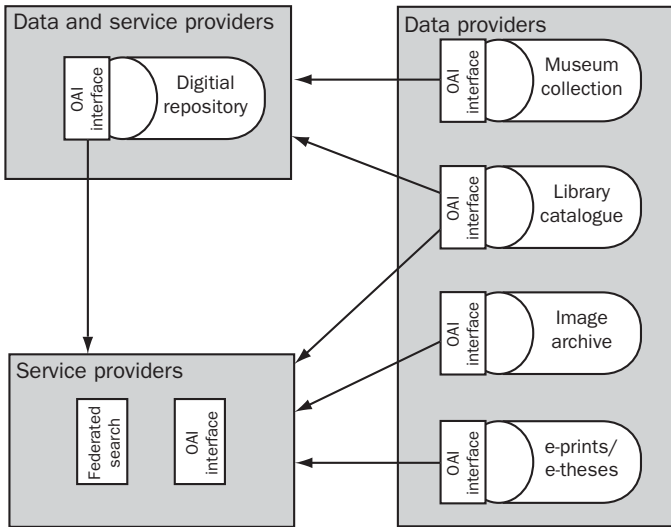 Data and service providers
OAI
interface
Digitial
repository
Data providers
OAI
interface
Museum
collection
OAI
interface
Library
catalogue
OAI
interface
Image
archive
OAI
interface
e-prints/
e-theses
Service providers
Federated
search
OAI
interface